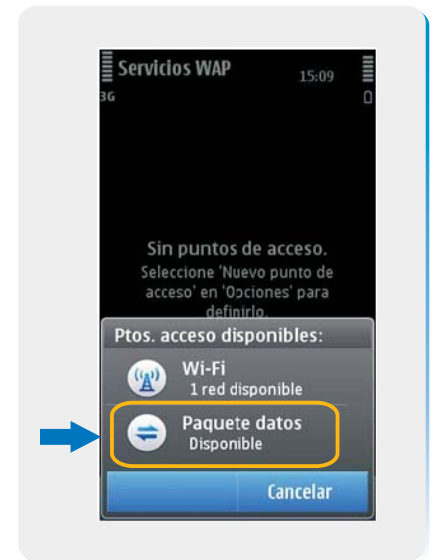 Servicios WAP
15:09
3G
Sin puntos de acceso.
Seleccione 'Nuevo punto de
acceso' en 'Opciones' para
definirlo.
Ptos. acceso disponibles:
Wi-Fi
1 red disponible
Paquete datos
Disponible
Cancelar